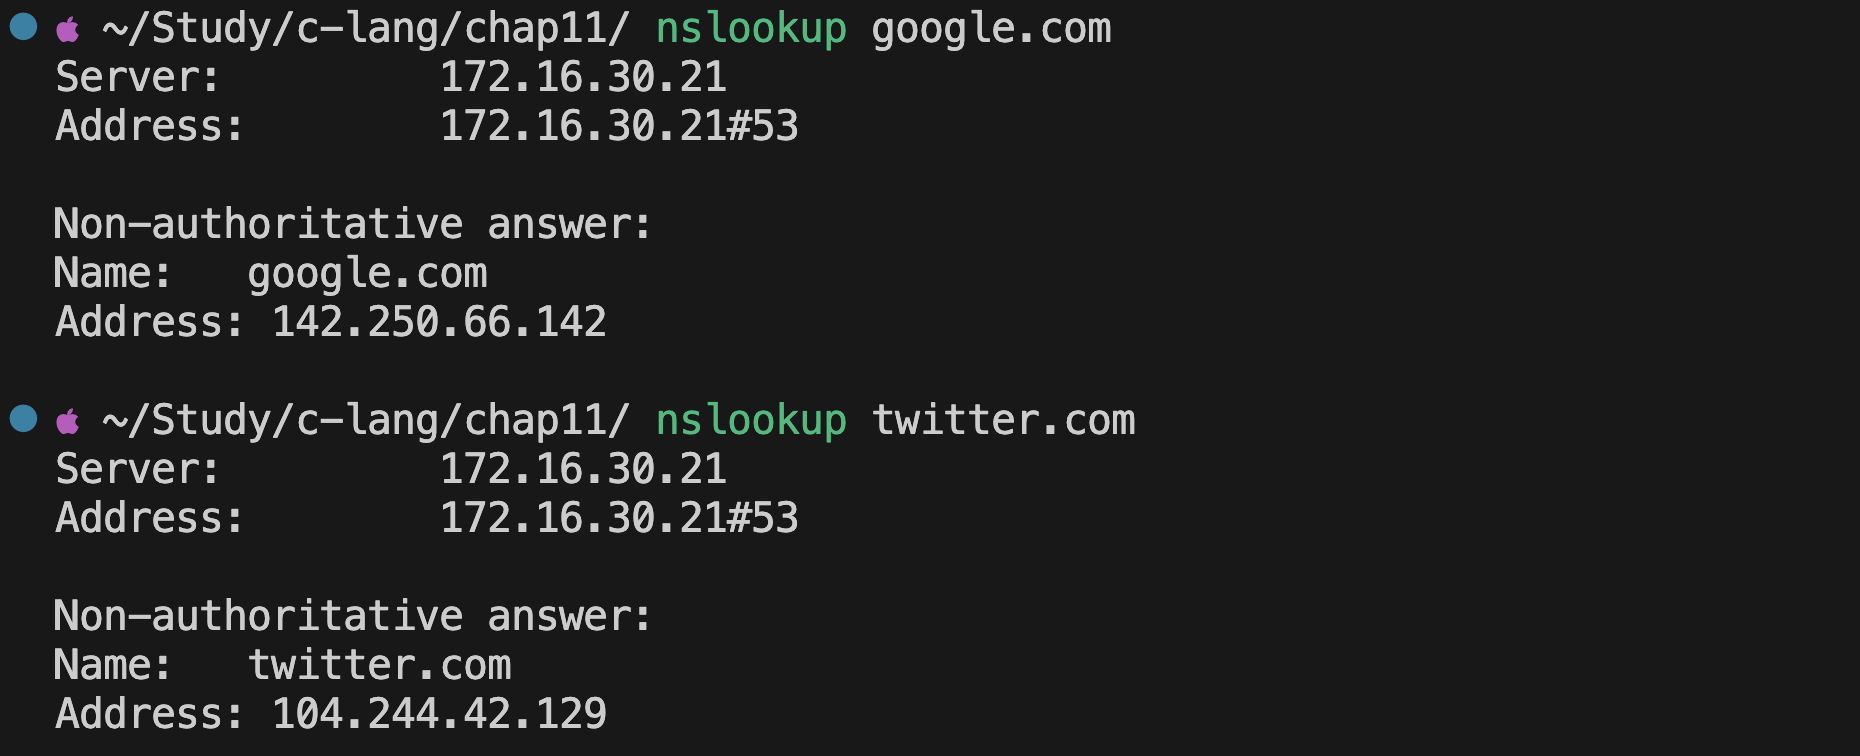 ~/Study/c-lang/chap11/ nslookup google.com
Server: 172.16.30.21
Address: 172.16.30.21#53
Non-authoritative answer:
Name: google.com
Address: 142.250.66.142
~/Study/c-lang/chap11/ nslookup twitter.com
Server: 172.16.30.21
Address: 172.16.30.21#53
Non-authoritative answer:
Name: twitter.com
Address: 104.244.42.129